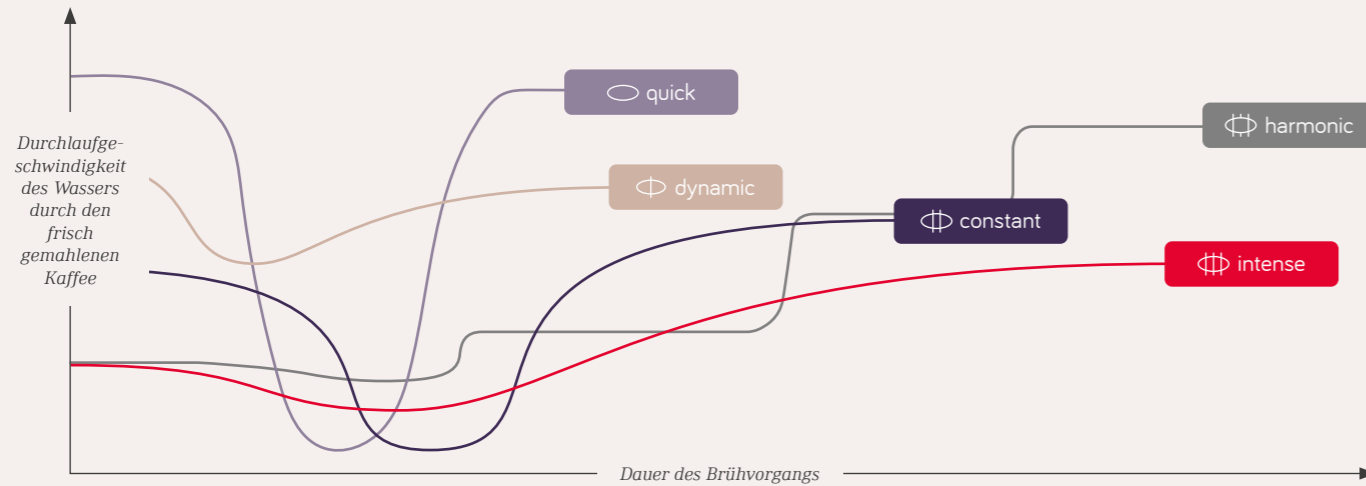 quick
harmonic
Durchlaufge-
schwindigkeit
des Wassers
durch den
frisch
gemahlenen
Kaffee
dynamic
constant
intense
Dauer des Brühvorgangs